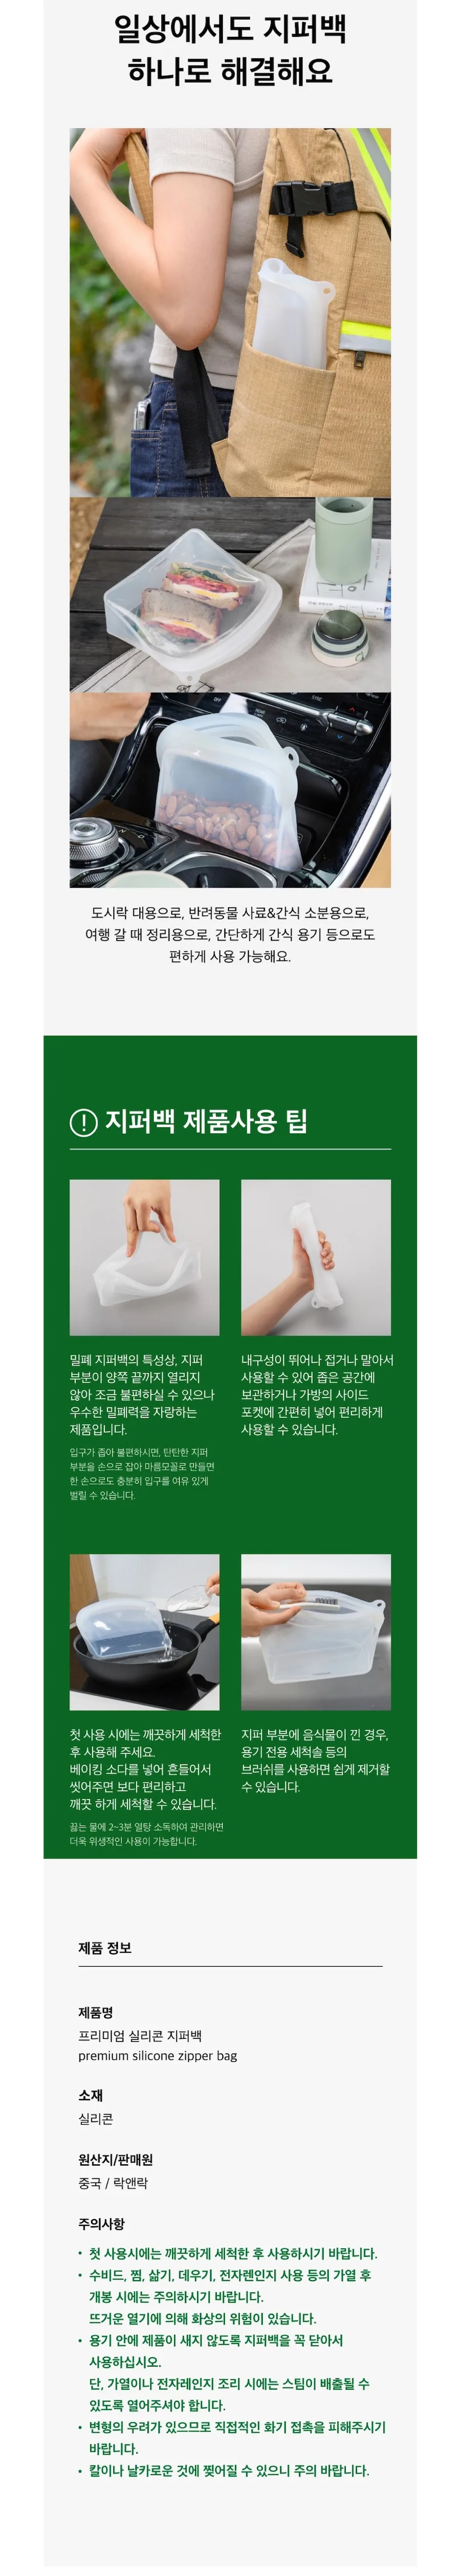 일상에서도 지퍼백
하나로 해결해요
도시락 대용으로, 반려동물 사료&간식 소분용으로,
여행 갈 때 정리용으로, 간단하게 간식 용기 등으로도
편하게 사용 가능해요.
지퍼백 제품사용 팁
밀폐 지퍼백의 특성상, 지퍼
부분이 양쪽 끝까지 열리지
않아 조금 불편하실 수 있으나
우수한 밀폐력을 자랑하는
제품입니다.
입구가 좁아 불편하시면, 탄탄한 지퍼
부분을 손으로 잡아 마름모꼴로 만들면
한 손으로도 충분히 입구를 여유 있게
벌릴 수 있습니다.
내구성이 뛰어나 접거나 말아서
사용할 수 있어 좁은 공간에
보관하거나 가방의 사이드
포켓에 간편히 넣어 편리하게
사용할 수 있습니다.
첫 사용 시에는 깨끗하게 세척한
후 사용해 주세요.
베이킹 소다를 넣어 흔들어서
씻어주면 보다 편리하고
깨끗 하게 세척할 수 있습니다.
끓는 물에 2~3분 열탕 소독하여 관리하면
더욱 위생적인 사용이 가능합니다.
지퍼 부분에 음식물이 낀 경우,
용기 전용 세척솔 등의
브러쉬를 사용하면 쉽게 제거할
수 있습니다.
제품 정보
제품명
프리미엄 실리콘 지퍼백
premium silicone zipper bag
소재
실리콘
원산지/판매원
중국 / 락앤락
주의사항
• 첫 사용시에는 깨끗하게 세척한 후 사용하시기 바랍니다.
• 수비드, 찜, 삶기, 데우기, 전자렌인지 사용 등의 가열 후
개봉 시에는 주의하시기 바랍니다.
뜨거운 열기에 의해 화상의 위험이 있습니다.
• 용기 안에 제품이 새지 않도록 지퍼백을 꼭 닫아서
사용하십시오.
단, 가열이나 전자레인지 조리 시에는 스팀이 배출될 수
있도록 열어주셔야 합니다.
• 변형의 우려가 있으므로 직접적인 화기 접촉을 피해주시기
바랍니다.
• 칼이나 날카로운 것에 찢어질 수 있으니 주의 바랍니다.